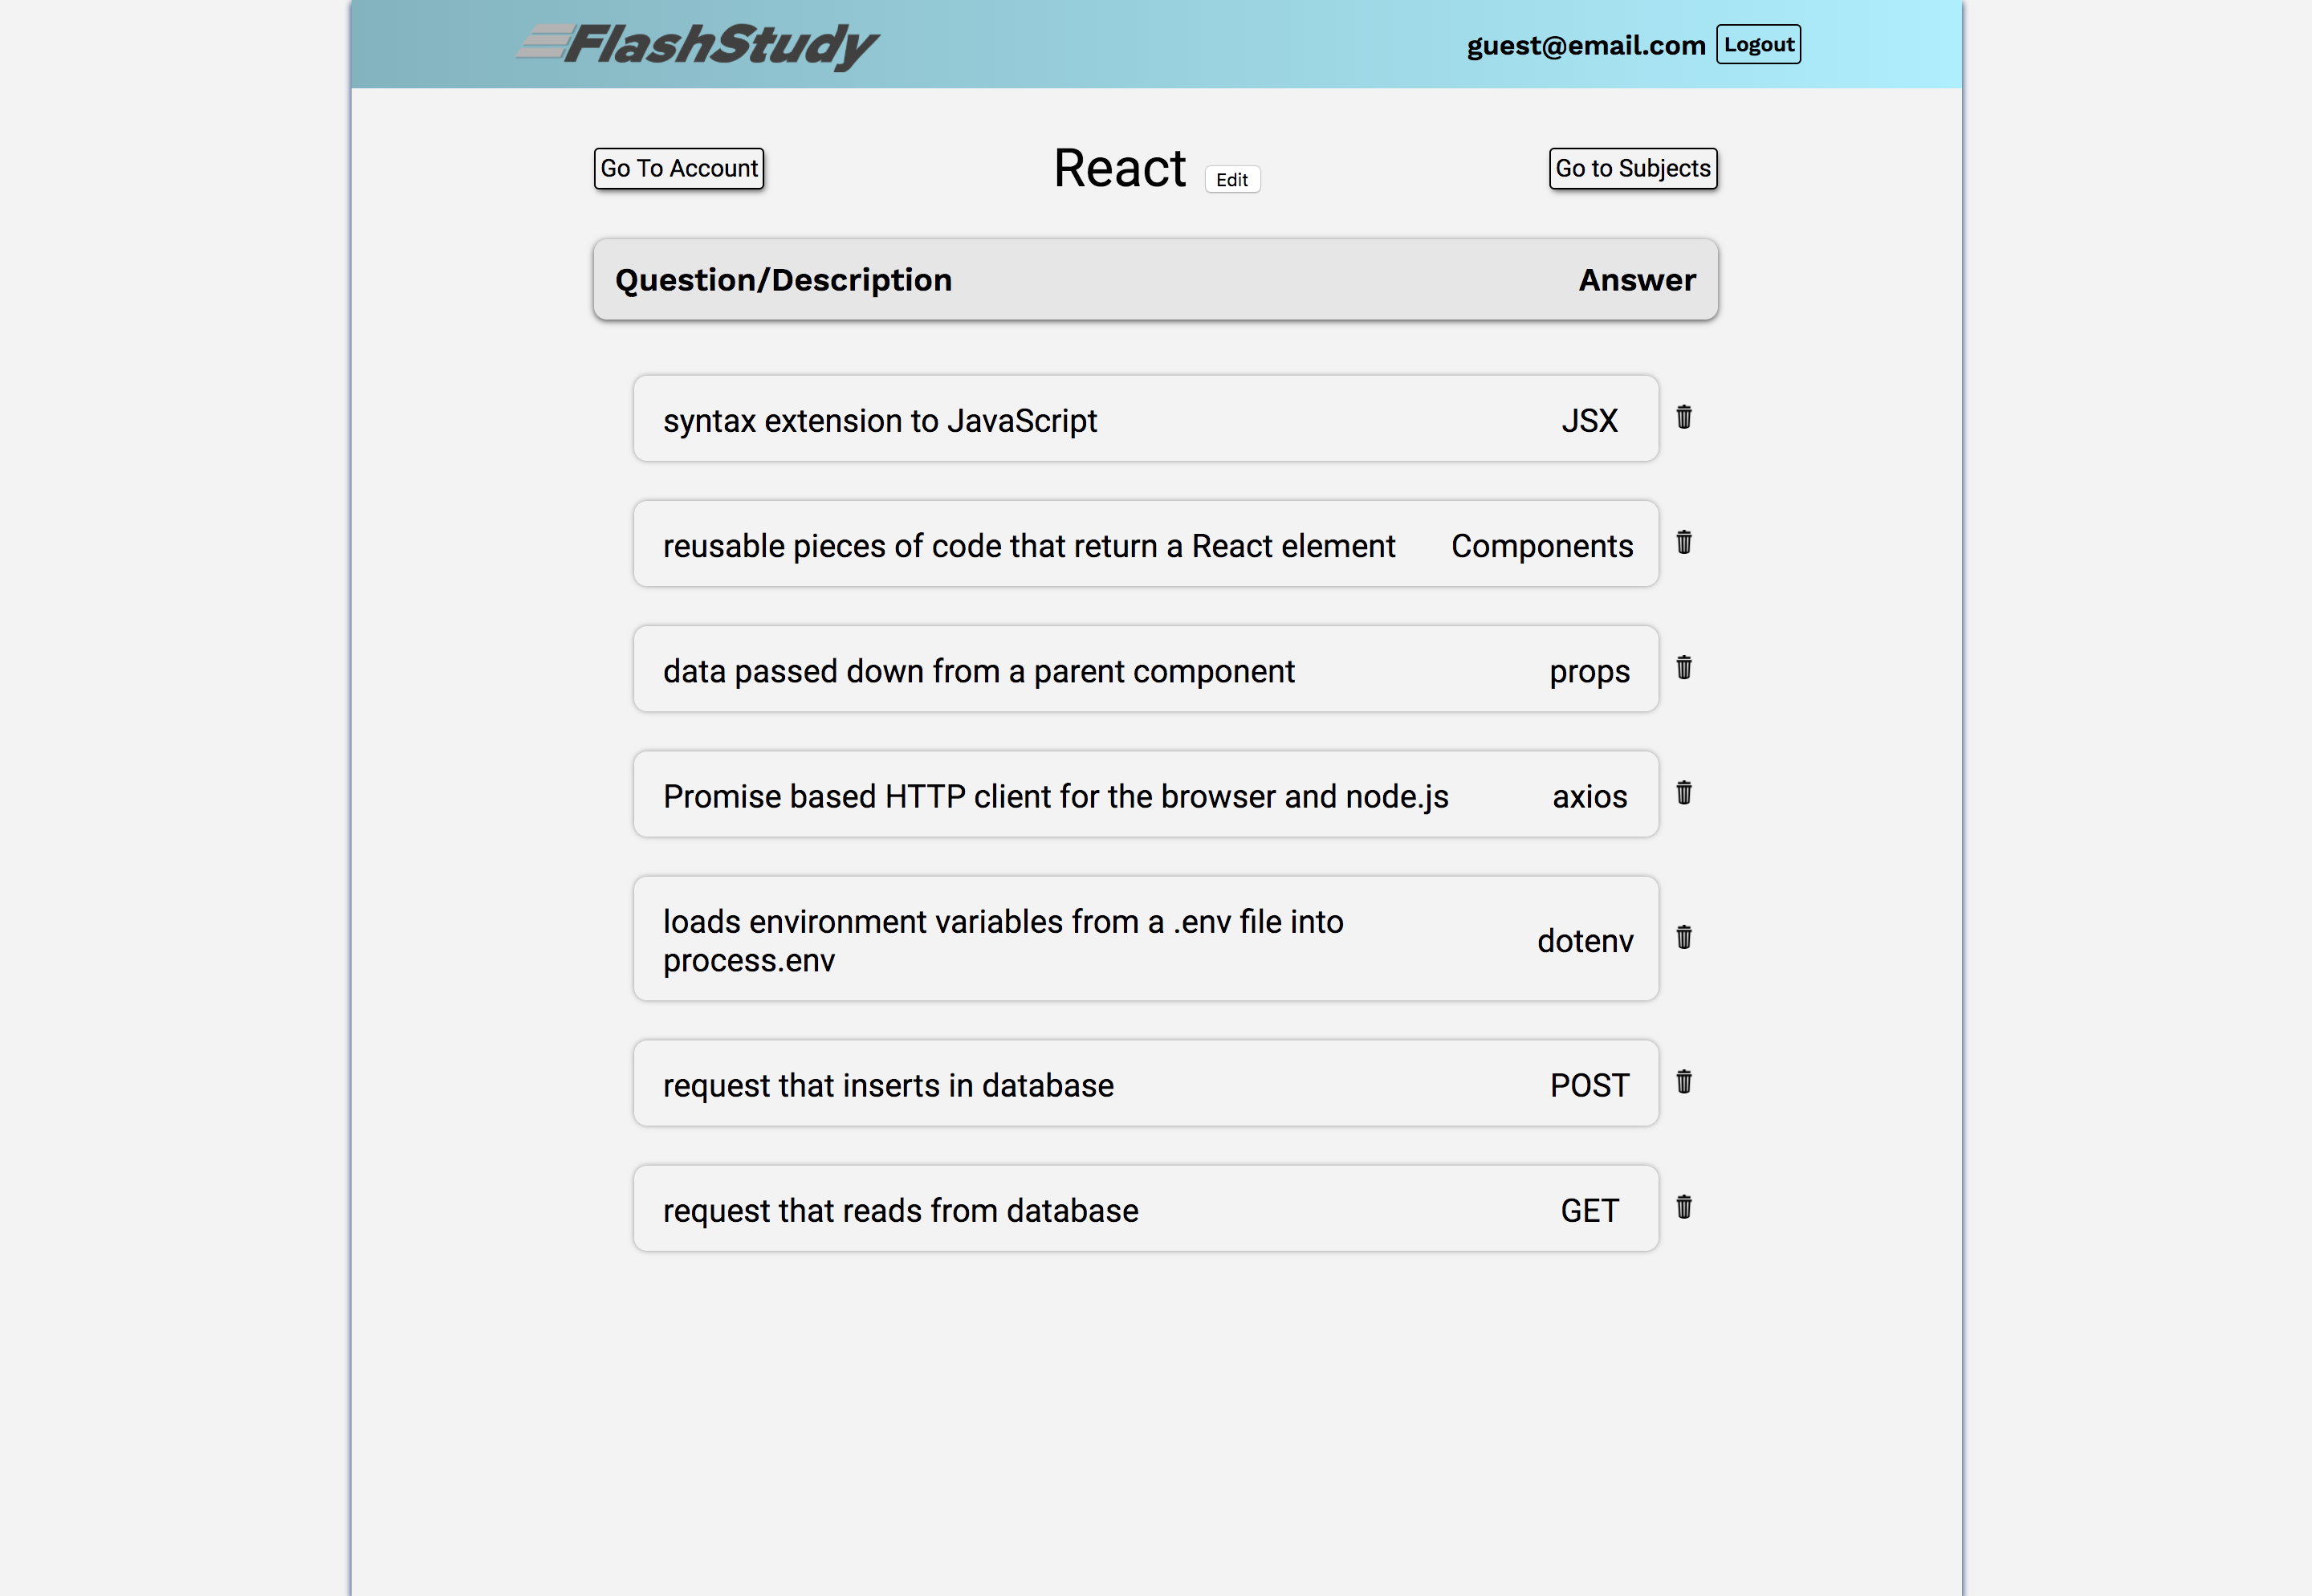 FlashStudy
guest@email.com Logout
Go To Account React Edit Go to Subjects
Question/Description Answer
syntax extension to JavaScript JSX
reusable pieces of code that return a React element Components
data passed down from a parent component props
Promise based HTTP client for the browser and node.js axios
loads environment variables from a .env file into
process.env
dotenv
request that inserts in database POST
request that reads from database GET